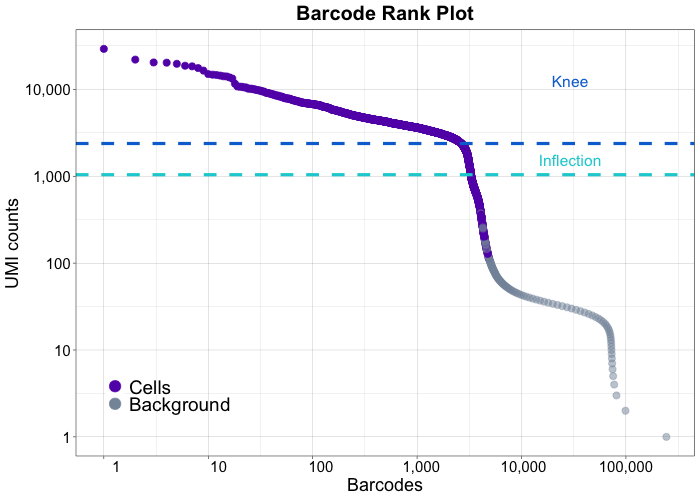 Barcode Rank Plot
UMI counts
10,000
1,000
100
10
1
Knee
Inflection
Cells
Background
1
10
100
1,000
10,000
100,000
Barcodes